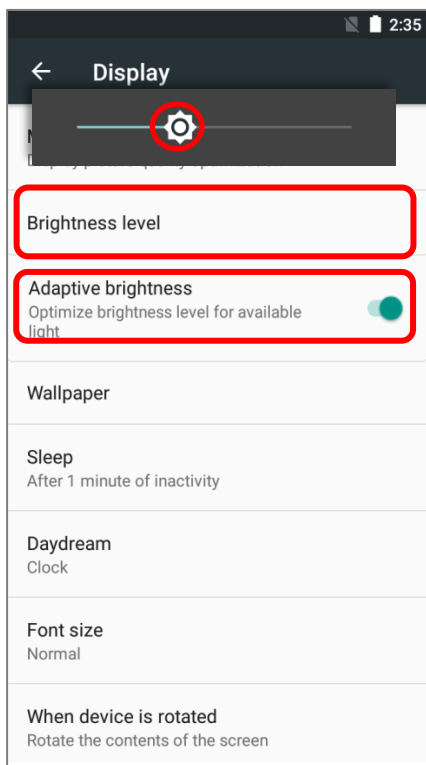 2:35
Display
Brightness level
Adaptive brightness
Optimize brightness level for available
light
Wallpaper
Sleep
After 1 minute of inactivity
Daydream
Clock
Font size
Normal
When device is rotated
Rotate the contents of the screen